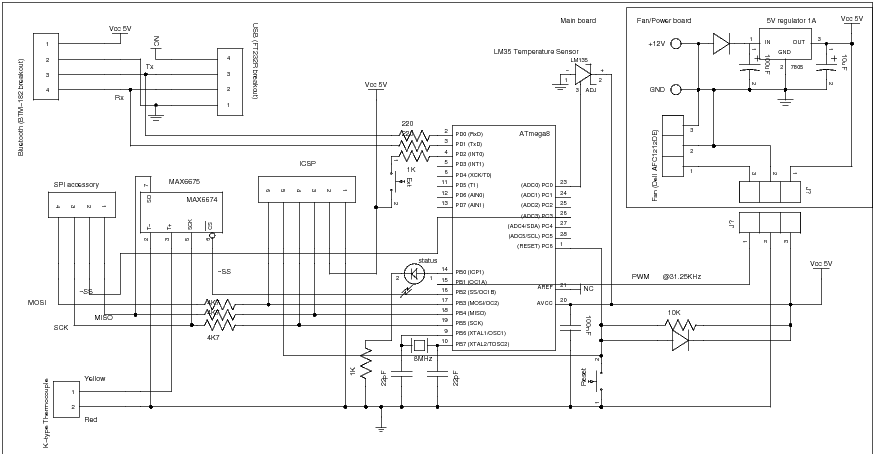 Main board
Fan/Power board
5V regulator 1A
Vcc 5V
+12V
IN
OUT
GND
7805
1
3
2
100uF
10uF
GND
Fan (Dell AFC1212DE)
3
2
1
3
2
1
J?
J?
1
2
3
Bluetooth (BTM-182 breakout)
1
2
3
4
Vcc 5V
NC
Tx
Rx
4
3
2
1
USB (FT232R breakout)
LM35 Temperature Sensor
LM135
ADJ
1
2
3
Vcc 5V
220
1K
Ext
2
ATmega8
2
3
4
5
6
11
12
13
PD0 (RxD)
PD1 (TxD)
PD2 (INT0)
PD3 (INT1)
PD4 (XCK/T0)
PD5 (T1)
PD6 (AIN0)
PD7 (AIN1)
(ADC0) PC0
(ADC1) PC1
(ADC2) PC2
(ADC3) PC3
(ADC4/SDA) PC4
(ADC5/SCL) PC5
(RESET) PC6
23
24
25
26
27
28
1
14
15
16
17
18
19
9
10
PB0 (ICP1)
PB1 (OC1A)
PB2 (SS/OC1B)
PB3 (MOSI/OC2)
PB4 (MISO)
PB5 (SCK)
PB6 (XTAL1/OSC1)
PB7 (XTAL2/TOSC2)
AREF
AVCC
21
20
NC
PWM @31.25KHz
Vcc 5V
SPI accessory
4
3
2
1
MAX6675
MAX6674
7
SO
T-
T+
SCK
CS
2
3
5
6
ICSP
6
5
4
3
2
1
status
2
1
~SS
~SS
MOSI
MISO
SCK
4K7
1K
22pF
8MHz
22pF
100nF
Reset
2
10K
K-type Thermocouple
Yellow
1
2
Red